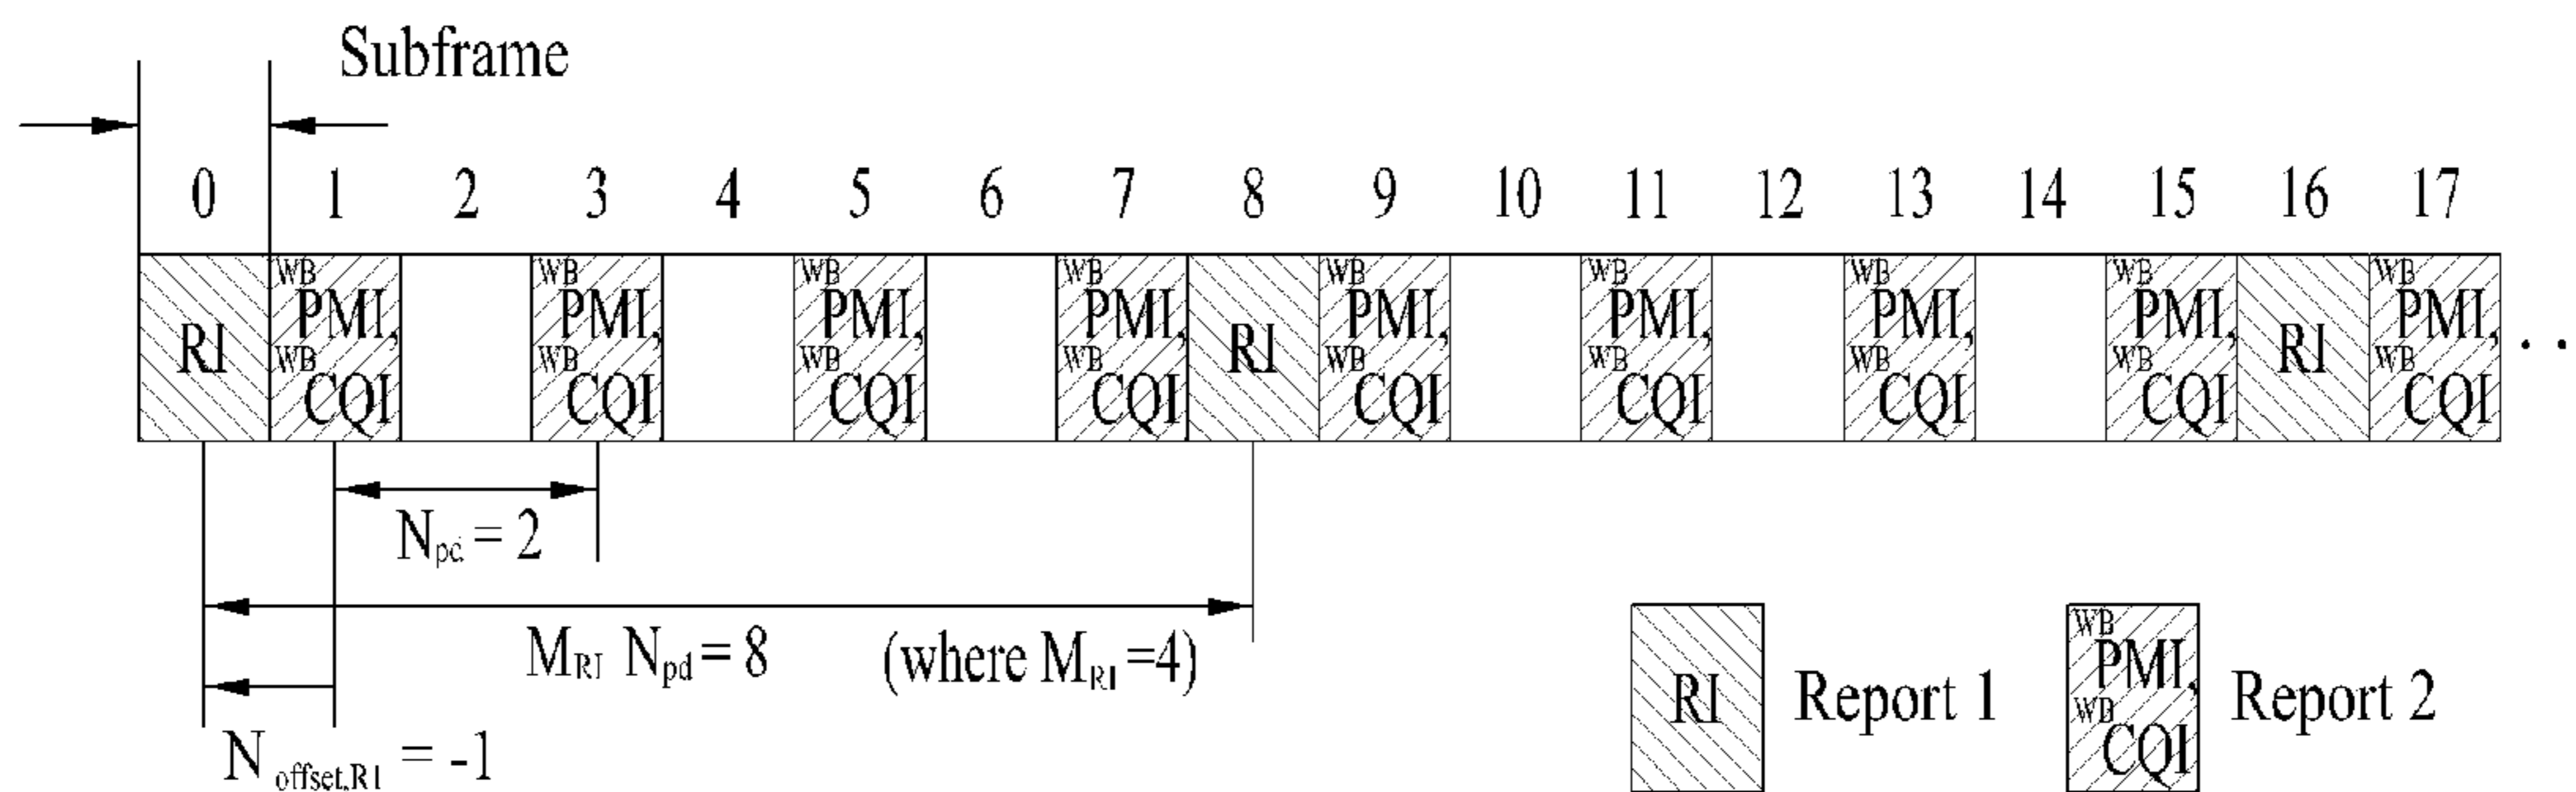 Subframe
0 1 2 3 4 5 6 7 8 9 10 11 12 13 14 15 16 17
RI WB PMI, WB CQI WB PMI, WB CQI WB PMI, WB CQI WB PMI, WB CQI RI WB PMI, WB CQI WB PMI, WB CQI WB PMI, WB CQI WB PMI, WB CQI RI WB PMI, WB CQI . .
Npd = 2
MRI Npd = 8 (where MRI =4)
Noffset,RI = -1
RI Report 1 WB PMI, WB CQI Report 2